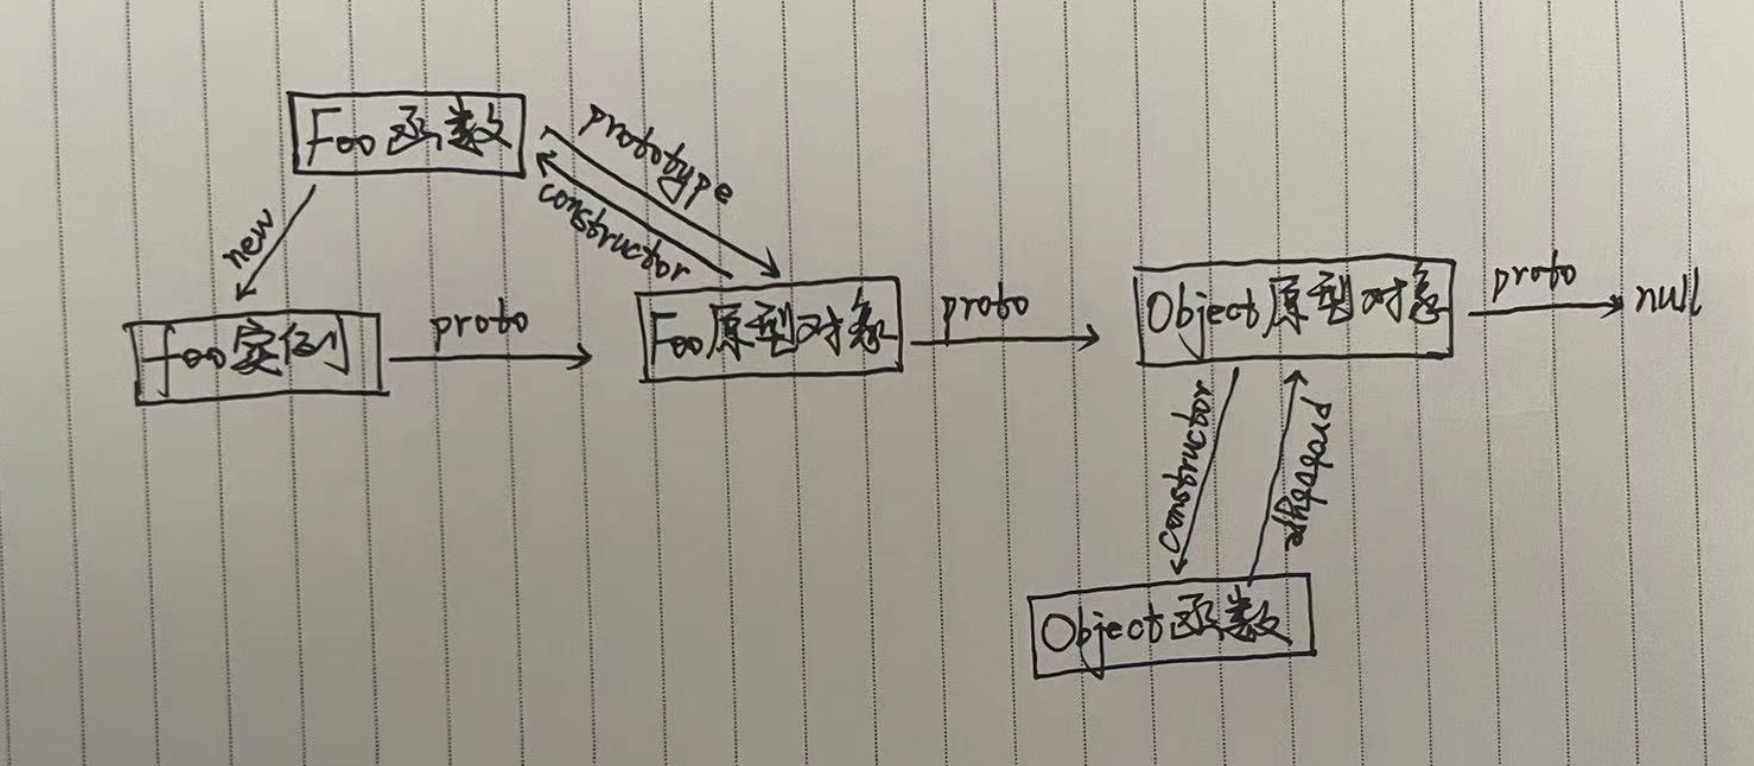 Foo函数
prototype
constructor
new
foo实例
proto
Foo原型对象
proto
Object原型对象
proto
null
constructor
prototype
Object函数